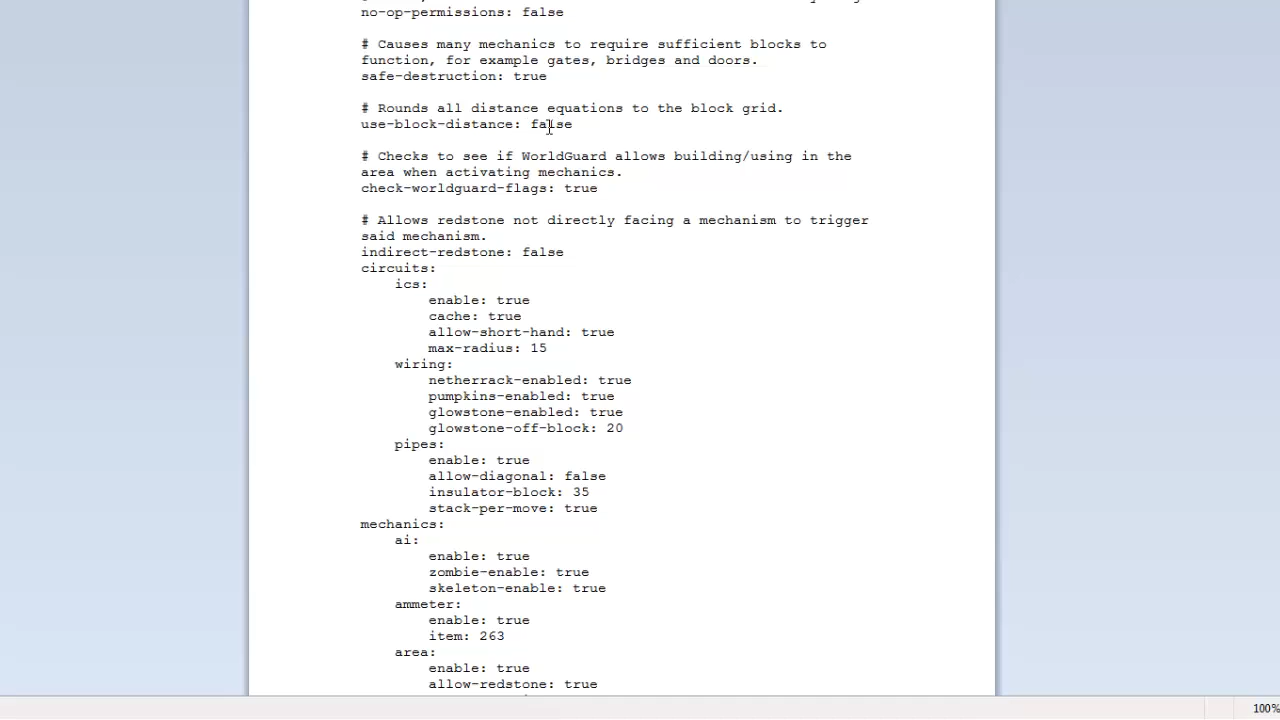 no-op-permissions: false
# Causes many mechanics to require sufficient blocks to
function, for example gates, bridges and doors.
safe-destruction: true
# Rounds all distance equations to the block grid.
use-block-distance: false
# Checks to see if WorldGuard allows building/using in the
area when activating mechanics.
check-worldguard-flags: true
# Allows redstone not directly facing a mechanism to trigger
said mechanism.
indirect-redstone: false
circuits:
ics:
enable: true
cache: true
allow-short-hand: true
max-radius: 15
wiring:
netherrack-enabled: true
pumpkins-enabled: true
glowstone-enabled: true
glowstone-off-block: 20
pipes:
enable: true
allow-diagonal: false
insulator-block: 35
stack-per-move: true
mechanics:
ai:
enable: true
zombie-enable: true
skeleton-enable: true
ammeter:
enable: true
item: 263
area:
enable: true
allow-redstone: true
100%